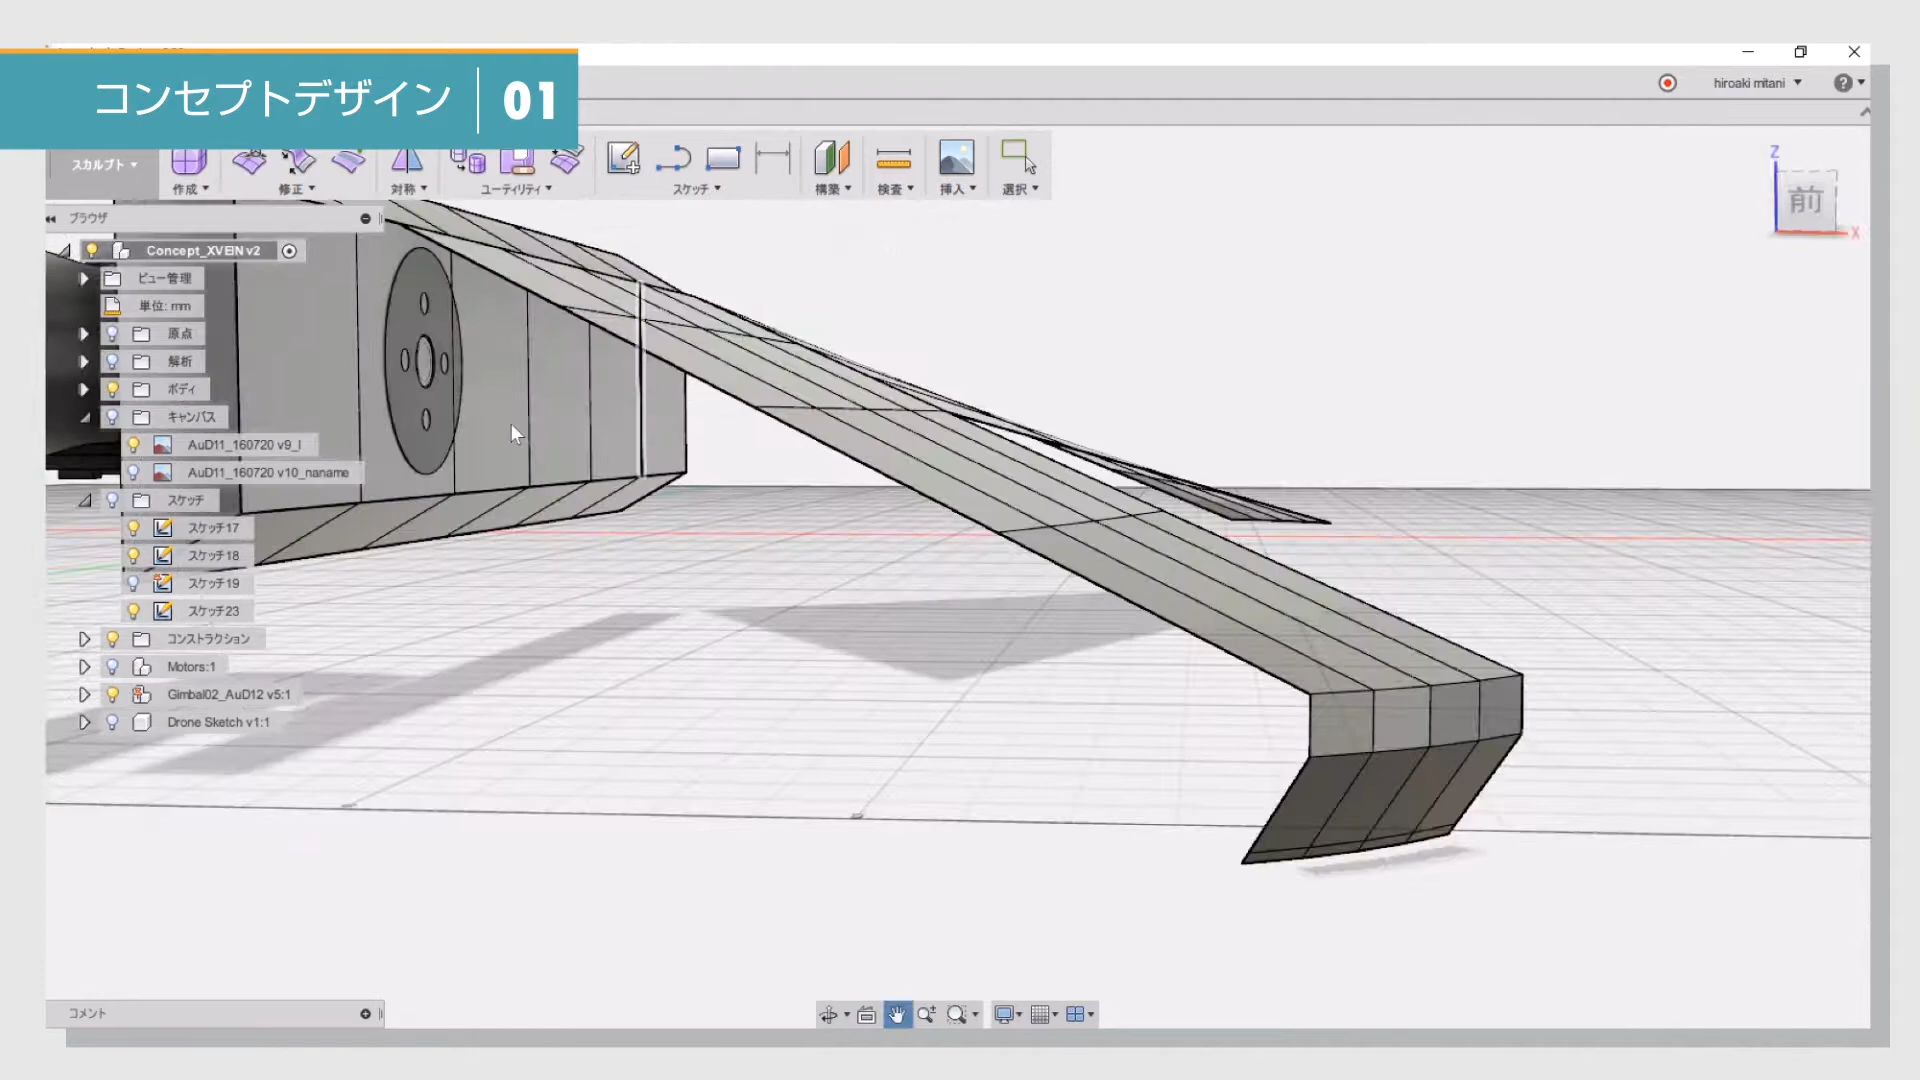 コンセプトデザイン 01
hiroaki mitani
スカルプト
作成 修正 対称 ユーティリティ スケッチ 構築 検査 挿入 選択
Z
前
X
ブラウザ
Concept_XVEIN v2
ビュー管理
単位: mm
原点
解析
ボディ
キャンバス
AuD11_160720 v9_l
AuD11_160720 v10_naname
スケッチ
スケッチ17
スケッチ18
スケッチ19
スケッチ23
コンストラクション
Motors:1
Gimbal02_AuD12 v5:1
Drone Sketch v1:1
コメント